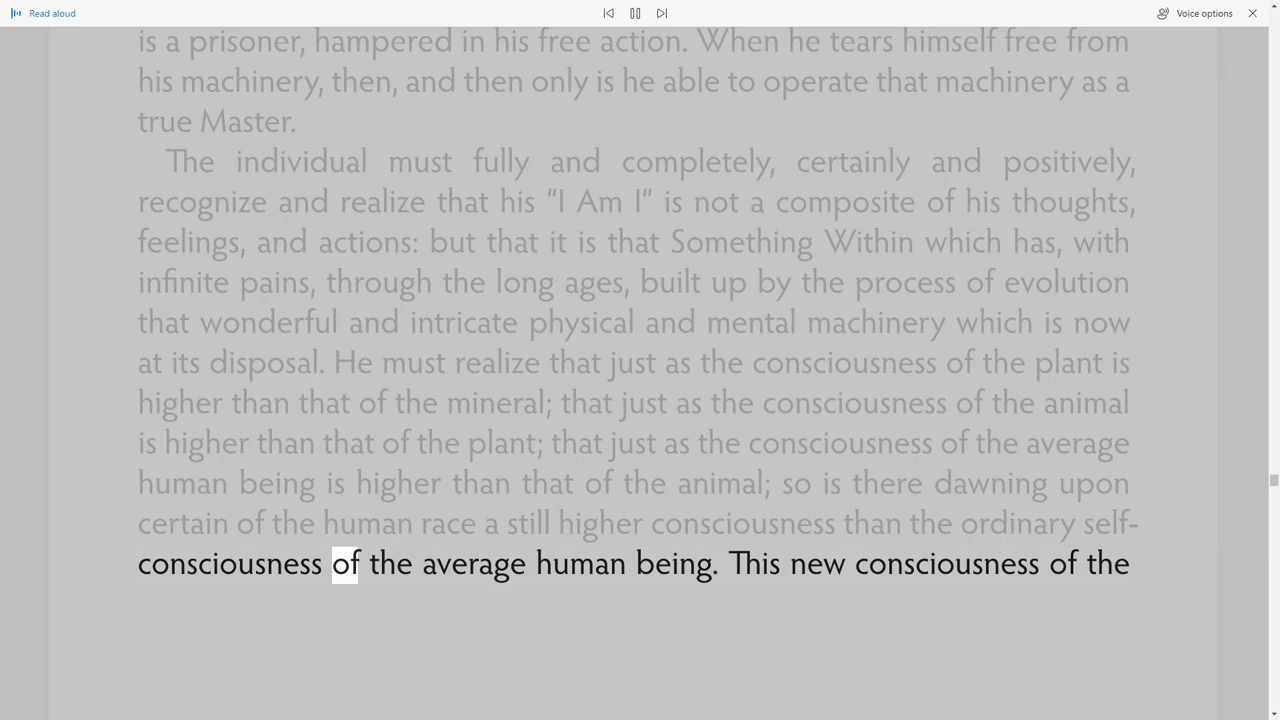 Read aloud
Voice options
is a prisoner, hampered in his free action. When he tears himself free from
his machinery, then, and then only is he able to operate that machinery as a
true Master.
The individual must fully and completely, certainly and positively,
recognize and realize that his “I Am I” is not a composite of his thoughts,
feelings, and actions: but that it is that Something Within which has, with
infinite pains, through the long ages, built up by the process of evolution
that wonderful and intricate physical and mental machinery which is now
at its disposal. He must realize that just as the consciousness of the plant is
higher than that of the mineral; that just as the consciousness of the animal
is higher than that of the plant; that just as the consciousness of the average
human being is higher than that of the animal; so is there dawning upon
certain of the human race a still higher consciousness than the ordinary self-
consciousness of the average human being. This new consciousness of the